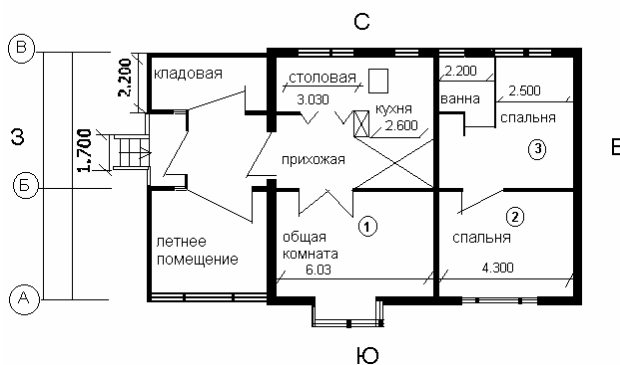 С
В
кладовая
2.200
столовая
3.030
кухня
2.600
2.200
ванна
2.500
спальня
3
З
1.700
прихожая
В
Б
летнее
помещение
общая
комната
1
6.03
2
спальня
4.300
А
Ю